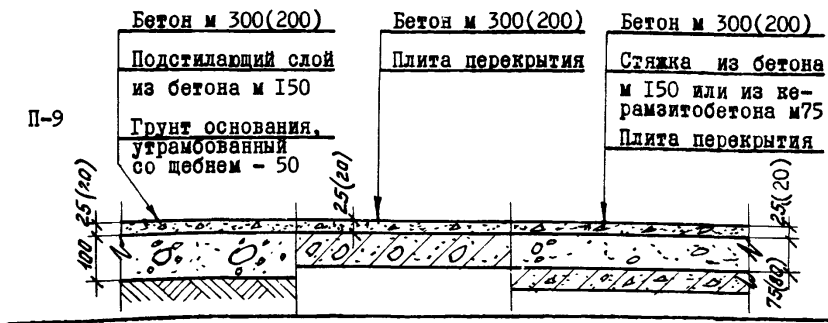 П-9
Бетон м 300(200)
Подстилающий слой
из бетона м I50
Грунт основания,
утрамбованный
со щебнем - 50
Бетон м 300(200)
Плита перекрытия
Бетон м 300(200)
Стяжка из бетона
м I50 или из ке-
рамзитобетона м75
Плита перекрытия
25(20)
100
25(20)
25(20)
75(80)